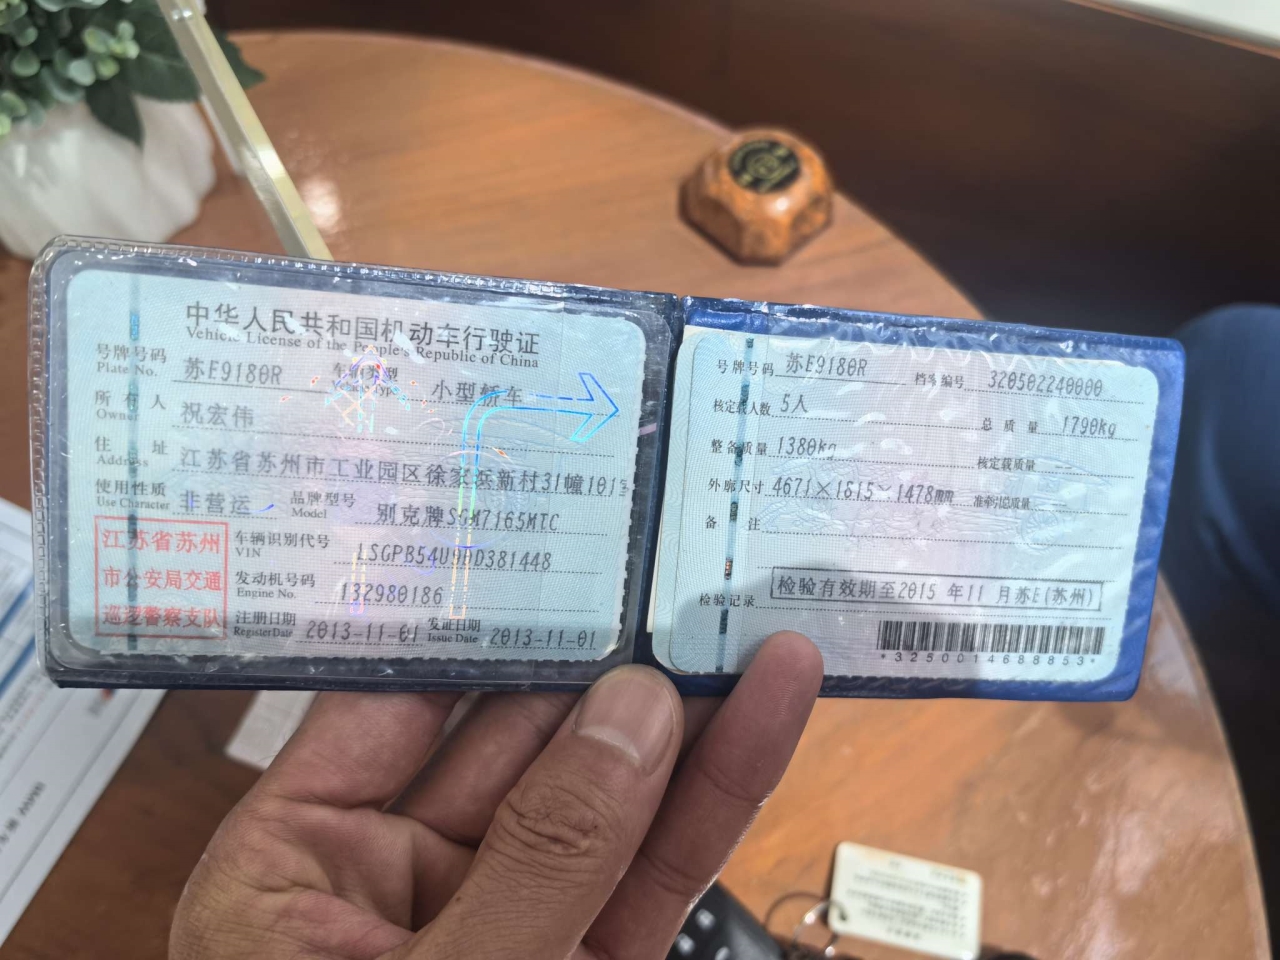 中华人民共和国机动车行驶证
Vehicle License of the People's Republic of China
号牌号码 Plate No. 苏E9180R 车辆类型 Vehicle Type 小型轿车
所有人 Owner 祝宏伟
住址 Address 江苏省苏州市工业园区徐家浜新村31幢101
使用性质 Use Character 非营运 品牌型号 Model 别克牌SGM7165MTC
江苏省苏州
市公安局交通
巡逻警察支队
车辆识别代号 VIN
发动机号码 Engine No. 132980186
注册日期 Register Date 2013-11-01 发证日期 Issue Date 2013-11-01
号牌号码 苏E9180R 档案编号 320502240000
核定载人数 5人 总质量 1790kg
整备质量 1380kg 核定载质量 --
外廓尺寸 4671×1815×1478mm 准牵引总质量 --
备注
检验记录 检验有效期至2015 年11 月苏E(苏州)
*3250014688853*